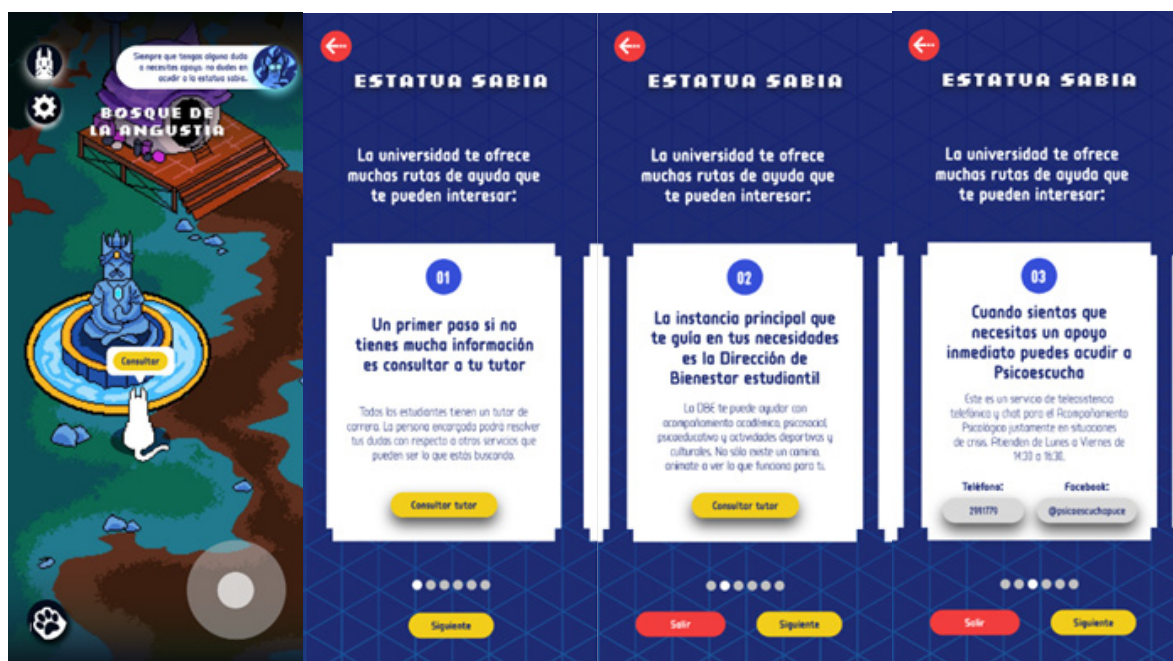 Siempre que tengas alguna duda
o necesites apoyo, no dudes en
acudir a la estatua sabia.
BOSQUE DE
LA ANGUSTIA
Consultar
ESTATUA SABIA
La universidad te ofrece
muchas rutas de ayuda que
te pueden interesar:
01
Un primer paso si no
tienes mucha información
es consultar a tu tutor
Todos los estudiantes tienen un tutor de
carrera. La persona encargada podrá resolver
tus dudas con respecto a otros servicios que
pueden ser lo que estás buscando.
Consultar tutor
Siguiente
ESTATUA SABIA
La universidad te ofrece
muchas rutas de ayuda que
te pueden interesar:
02
La instancia principal que
te guía en tus necesidades
es la Dirección de
Bienestar estudiantil
La DBE te puede ayudar con
acompañamiento académico, psicosocial,
psicoeducativo y actividades deportivas y
culturales. No sólo existe un camino,
anímate a ver lo que funciona para ti.
Consultar tutor
Salir
Siguiente
ESTATUA SABIA
La universidad te ofrece
muchas rutas de ayuda que
te pueden interesar:
03
Cuando sientas que
necesitas un apoyo
inmediato puedes acudir a
Psicoescucha
Este es un servicio de teleasistencia
telefónica y chat para el Acompañamiento
Psicológico justamente en situaciones
de crisis. Atienden de Lunes a Viernes de
14:30 a 16:30.
Teléfono:
2991770
Facebook:
@psicoescuchapuce
Salir
Siguiente